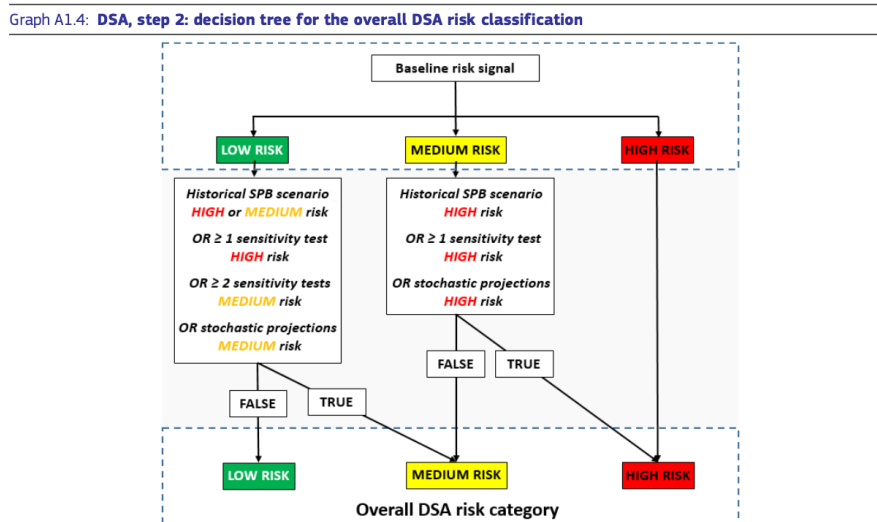 Graph A1.4: DSA, step 2: decision tree for the overall DSA risk classification
Baseline risk signal
LOW RISK
MEDIUM RISK
HIGH RISK
Historical SPB scenario
HIGH or MEDIUM risk
OR ≥ 1 sensitivity test
HIGH risk
OR ≥ 2 sensitivity tests
MEDIUM risk
OR stochastic projections
MEDIUM risk
Historical SPB scenario
HIGH risk
OR ≥ 1 sensitivity test
HIGH risk
OR stochastic projections
HIGH risk
FALSE
TRUE
FALSE
TRUE
LOW RISK
MEDIUM RISK
HIGH RISK
Overall DSA risk category